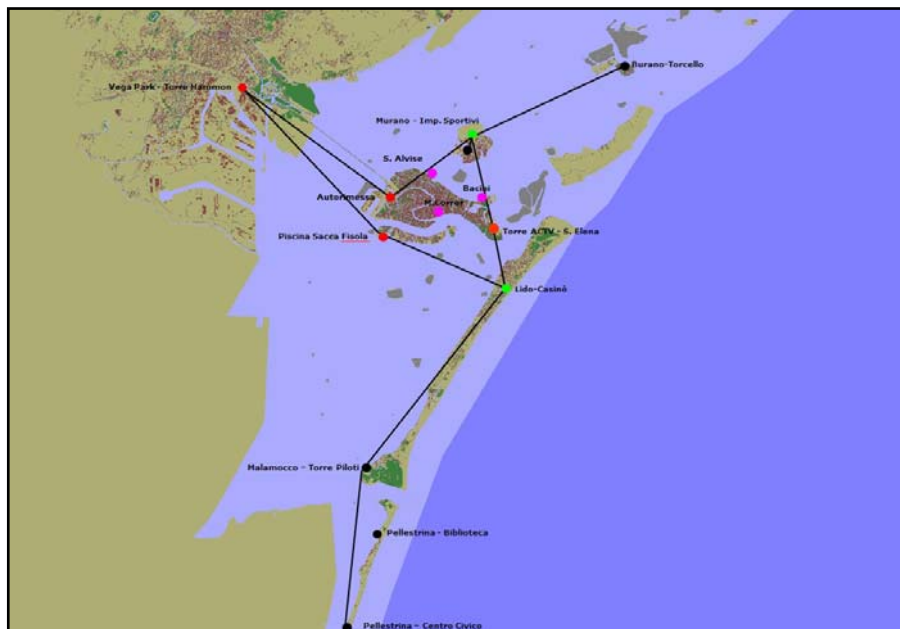 Burano-Torcello
Vega Park - Torre Hammon
Murano - Imp. Sportivi
S. Alvise
Bacini
Autorimessa
M.Correr
Torre ACTV - S. Elena
Piscina Sacca Fisola
Lido-Casinò
Malamocco - Torre Piloti
Pellestrina - Biblioteca
Pellestrina - Centro Civico